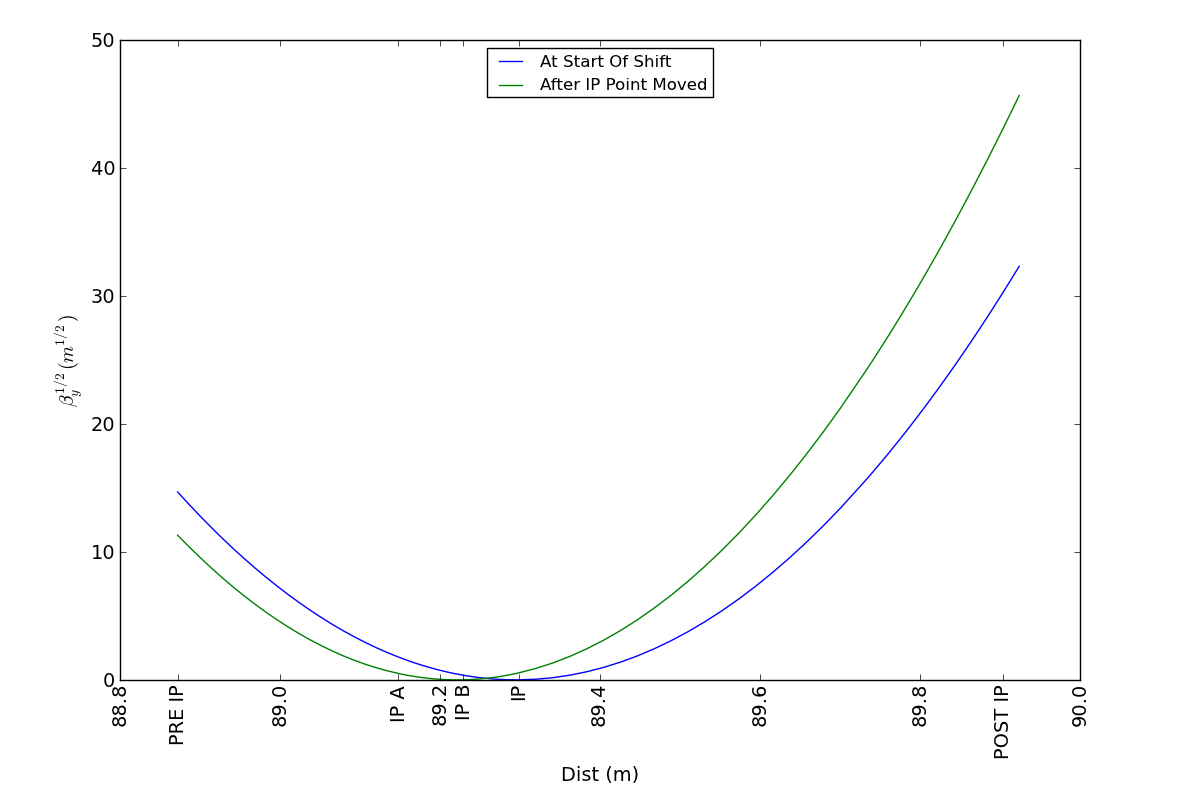 50
40
30
20
10
0
At Start Of Shift
After IP Point Moved
β_y^{1/2} (m^{1/2})
88.8
PRE IP
89.0
IP A
89.2
IP B
IP
89.4
89.6
89.8
POST IP
90.0
Dist (m)